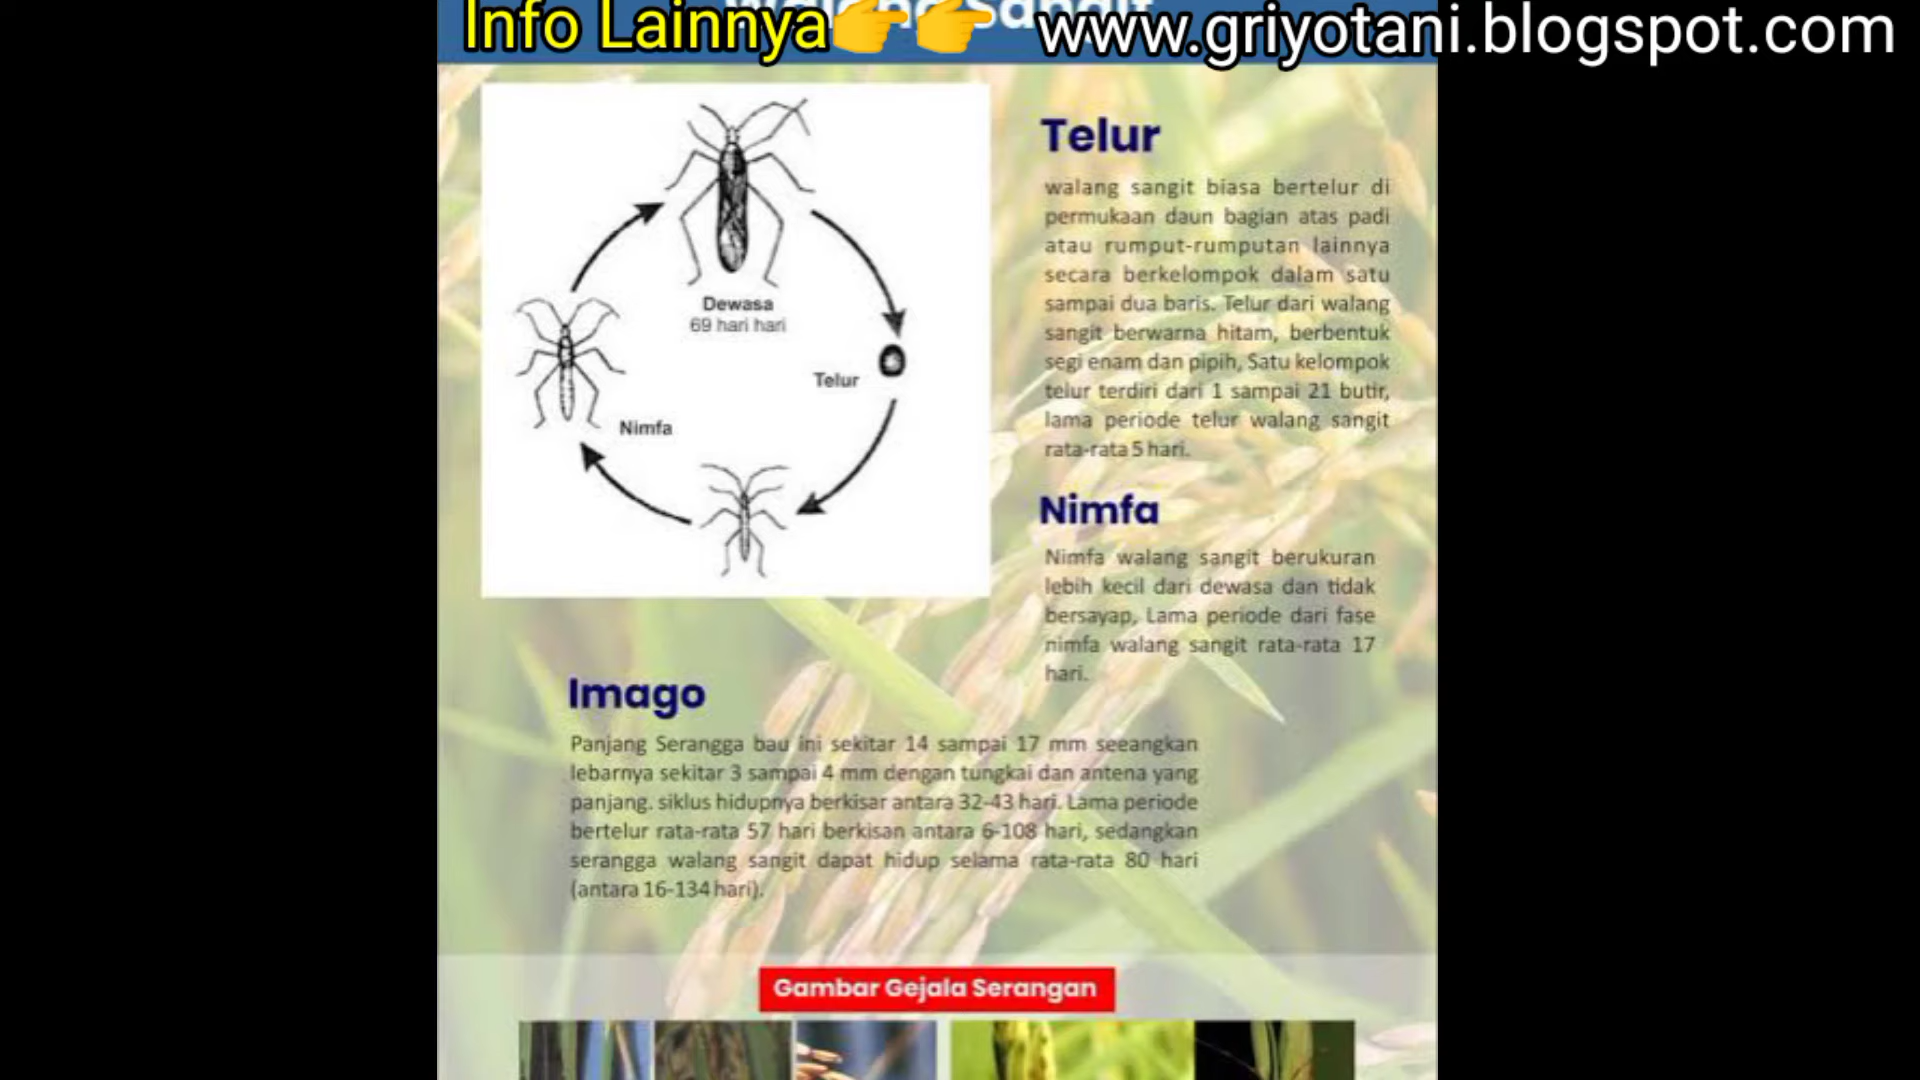 Info Lainnya👉👉 www.griyotani.blogspot.com
Dewasa
69 hari hari
Telur
Nimfa
Telur
walang sangit biasa bertelur di
permukaan daun bagian atas padi
atau rumput-rumputan lainnya
secara berkelompok dalam satu
sampai dua baris. Telur dari walang
sangit berwarna hitam, berbentuk
segi enam dan pipih, Satu kelompok
telur terdiri dari 1 sampai 21 butir,
lama periode telur walang sangit
rata-rata 5 hari.
Nimfa
Nimfa walang sangit berukuran
lebih kecil dari dewasa dan tidak
bersayap, Lama periode dari fase
nimfa walang sangit rata-rata 17
hari.
Imago
Panjang Serangga bau ini sekitar 14 sampai 17 mm seeangkan
lebarnya sekitar 3 sampai 4 mm dengan tungkai dan antena yang
panjang. siklus hidupnya berkisar antara 32-43 hari. Lama periode
bertelur rata-rata 57 hari berkisan antara 6-108 hari, sedangkan
serangga walang sangit dapat hidup selama rata-rata 80 hari
(antara 16-134 hari).
Gambar Gejala Serangan